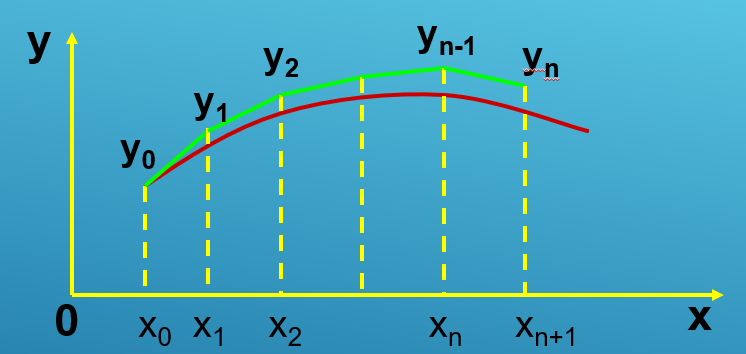 y
y₀
y₁
y₂
yₙ₋₁
yₙ
0
x₀ x₁ x₂ xₙ xₙ₊₁
x